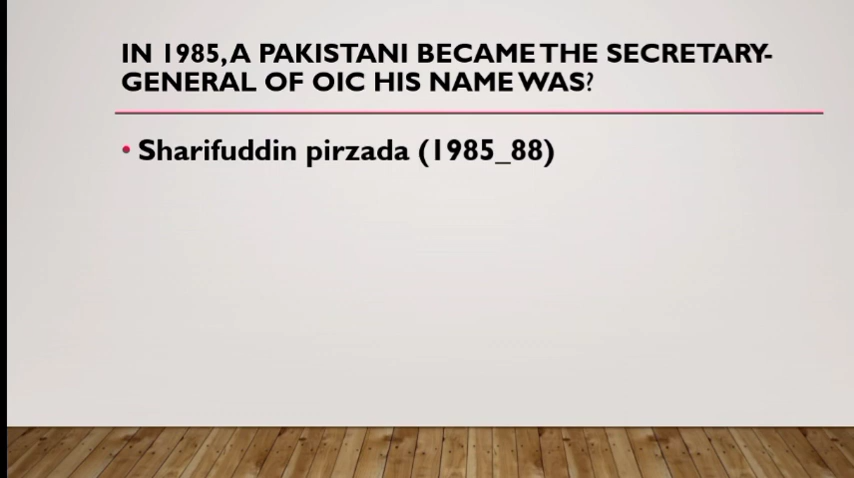 IN 1985, A PAKISTANI BECAME THE SECRETARY-
GENERAL OF OIC HIS NAME WAS?
• Sharifuddin pirzada (1985_88)